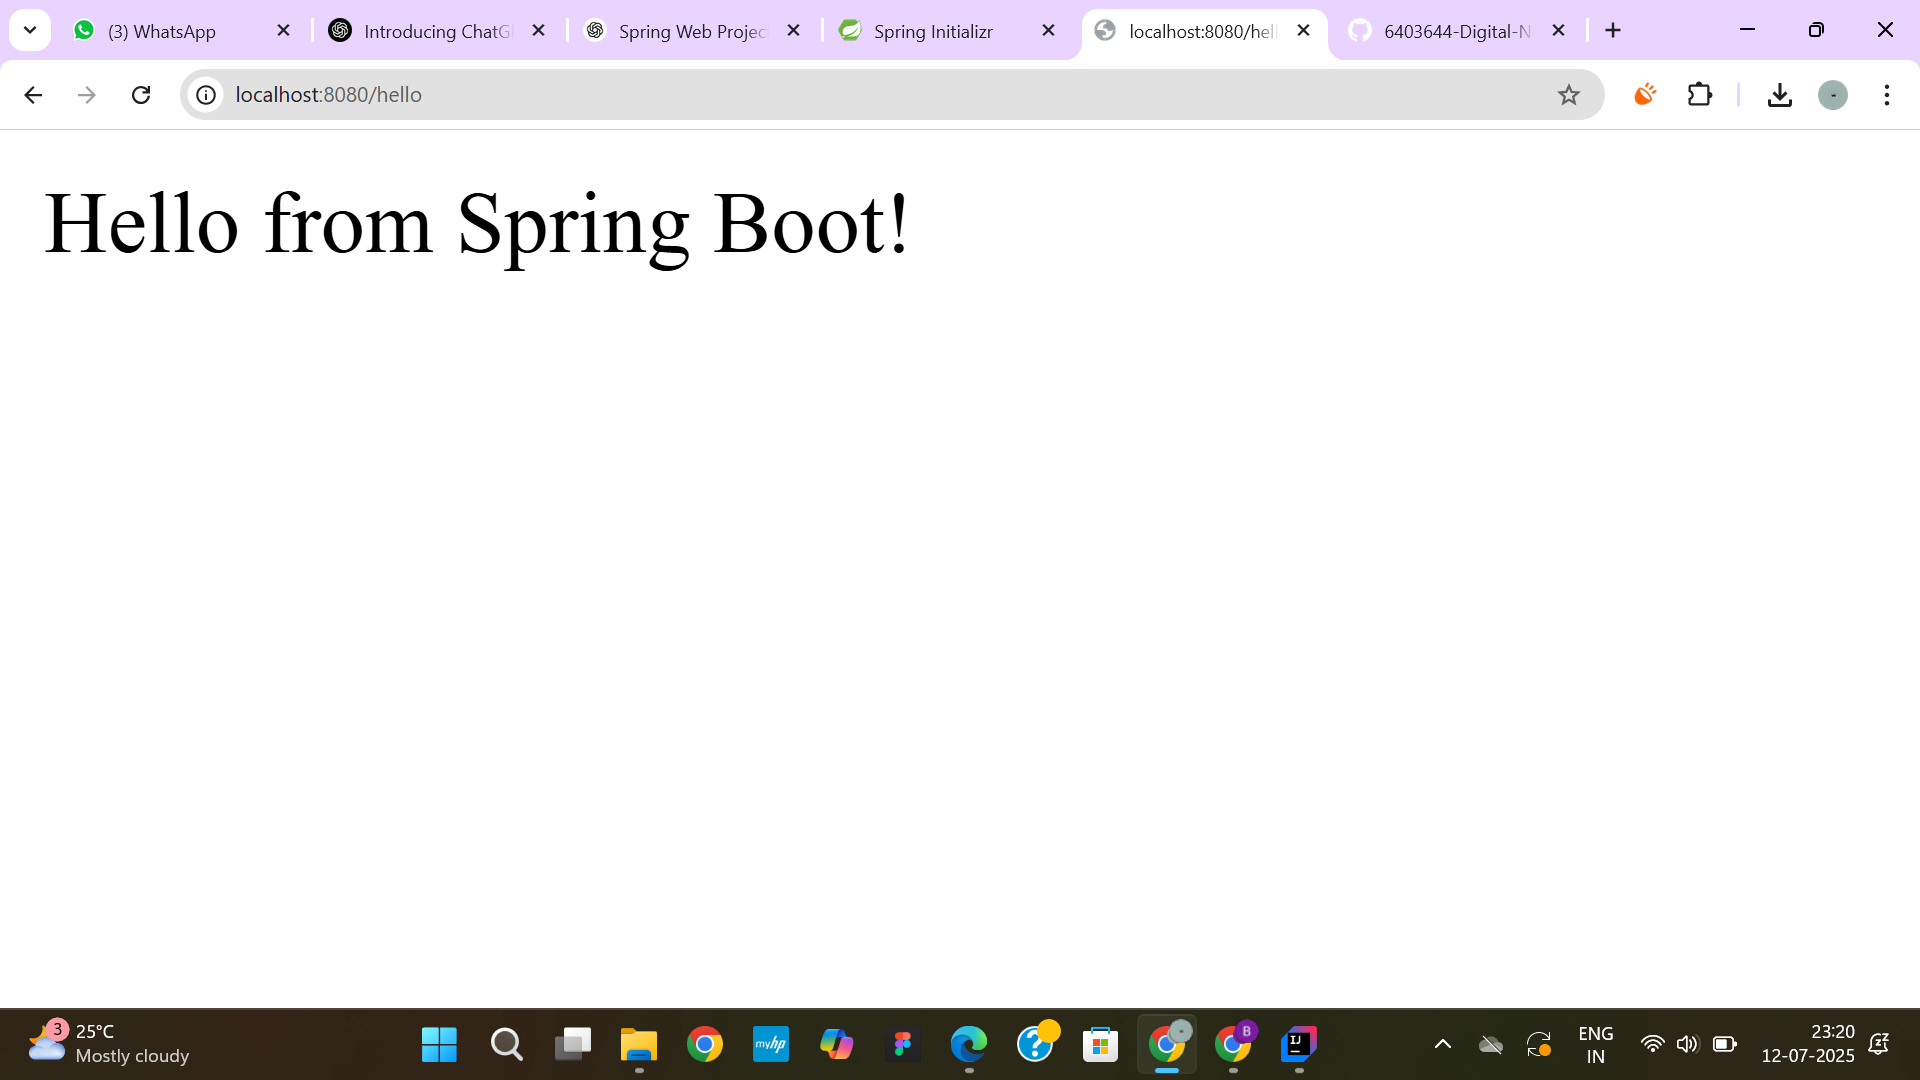 (3) WhatsApp
Introducing ChatG
Spring Web Projec
Spring Initializr
localhost:8080/hell
6403644-Digital-N
localhost:8080/hello
Hello from Spring Boot!
3
25°C
Mostly cloudy
myhp
B
IJ
ENG
IN
23:20
12-07-2025